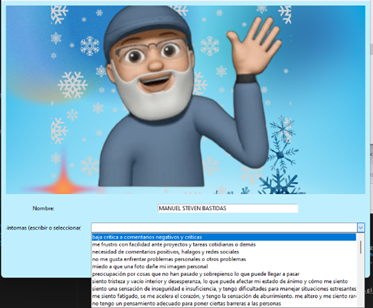 Nombre:
MANUEL STEVEN BASTIDAS
intomas (escribir o seleccionar
baja critica a comentarios negativos y criticas
me frustro con facilidad ante proyectos y tareas cotidianas o demas
necesidad de comentarios positivos, halagos y redes sociales
no me gusta enfrentar problemas personales o otros problemas
miedo a que una foto dañe mi imagen personal
preocupación por cosas que no han pasado y sobrepienso lo que puede llegar a pasar
siento tristeza y vacio interior y desesperanza, lo que puede afectar mi estado de ánimo y cómo me siento
siento una sensación de inseguridad e insuficiencia, y tengo dificultades para manejar situaciones estresantes
me siento fatigado, se me acelera el corazón, y tengo la sensación de aburrimiento. me altero y me siento
no tengo un pensamiento adecuado para poner ciertas barreras a las personas